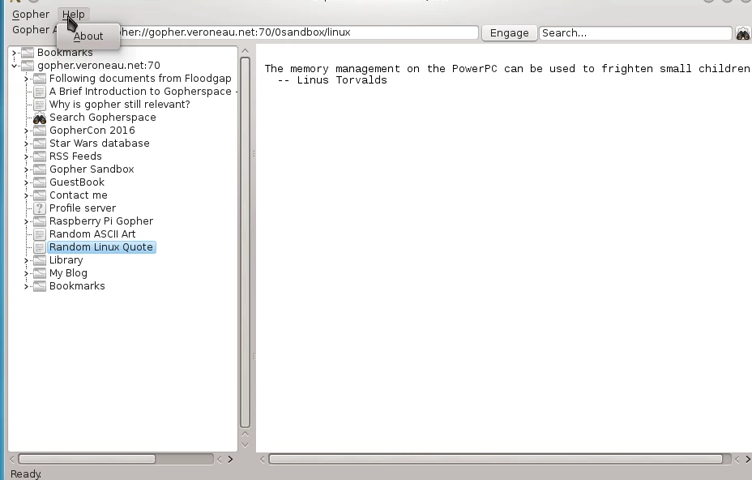 Gopher Help
Gopher A
About
pher://gopher.veroneau.net:70/0sandbox/linux
Engage
Search...
Bookmarks
gopher.veroneau.net:70
Following documents from Floodgap
A Brief Introduction to Gopherspace
Why is gopher still relevant?
Search Gopherspace
GopherCon 2016
Star Wars database
RSS Feeds
Gopher Sandbox
GuestBook
Contact me
Profile server
Raspberry Pi Gopher
Random ASCII Art
Random Linux Quote
Library
My Blog
Bookmarks
The memory management on the PowerPC can be used to frighten small children
-- Linus Torvalds
Ready.